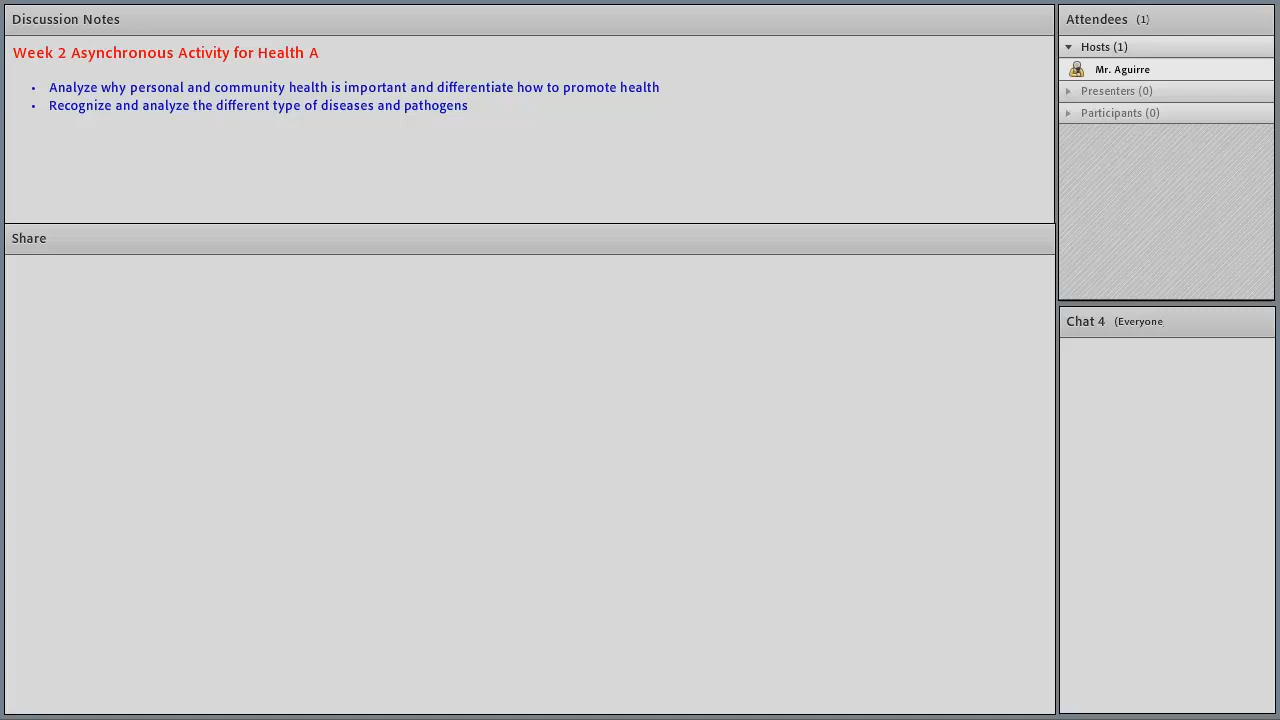 Discussion Notes
Week 2 Asynchronous Activity for Health A
• Analyze why personal and community health is important and differentiate how to promote health
• Recognize and analyze the different type of diseases and pathogens
Share
Attendees (1)
Hosts (1)
Mr. Aguirre
Presenters (0)
Participants (0)
Chat 4 (Everyone